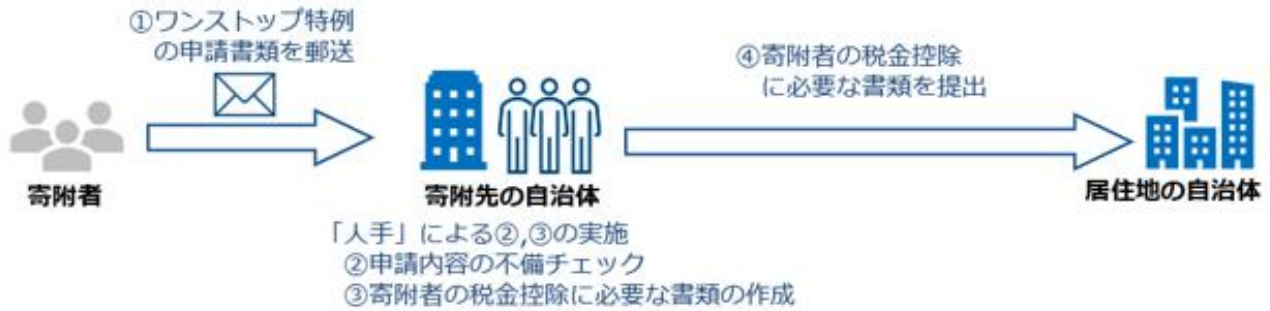 ①ワンストップ特例
の申請書類を郵送
④寄附者の税金控除
に必要な書類を提出
寄附者
寄附先の自治体
居住地の自治体
「人手」による②,③の実施
②申請内容の不備チェック
③寄附者の税金控除に必要な書類の作成